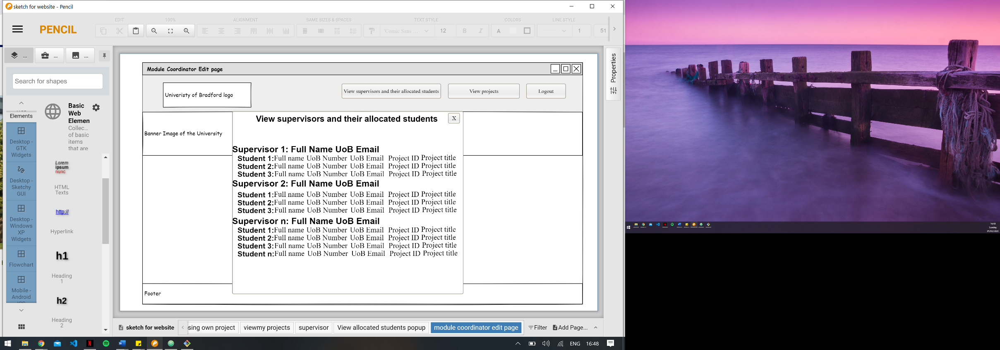 sketch for website - Pencil
PENCIL
EDIT
100%
ALIGNMENT
SAME SIZES & SPACES
TEXT STYLE
COLORS
LINE STYLE
'Comic Sans ...
12
B
I
A
1
51
...
...
...
Search for shapes
Elements
Desktop -
GTK
Widgets
Desktop -
Sketchy
GUI
Desktop -
Windows
XP
Widgets
Flowchart
Mobile -
Android
Basic
Web
Elemen
Collec...
of basic
items
that are
Lorem
ipsum
nunc
HTML
Texts
http://
Hyperlink
h1
Heading
1
h2
Heading
2
Module Coordinator Edit page
Univeristy of Bradford logo
View supervisors and their allocated students
View projects
Logout
Banner Image of the University
View supervisors and their allocated students
X
Supervisor 1: Full Name UoB Email
Student 1:Full name UoB Number UoB Email Project ID Project title
Student 2:Full name UoB Number UoB Email Project ID Project title
Student 3:Full name UoB Number UoB Email Project ID Project title
Supervisor 2: Full Name UoB Email
Student 1:Full name UoB Number UoB Email Project ID Project title
Student 2:Full name UoB Number UoB Email Project ID Project title
Student 3:Full name UoB Number UoB Email Project ID Project title
Supervisor n: Full Name UoB Email
Student 1:Full name UoB Number UoB Email Project ID Project title
Student 2:Full name UoB Number UoB Email Project ID Project title
Student 3:Full name UoB Number UoB Email Project ID Project title
Student n:Full name UoB Number UoB Email Project ID Project title
Footer
Properties
sketch for website
sing own project
viewmy projects
supervisor
View allocated students popup
module coordinator edit page
Filter
Add Page...
ENG
16:48
16:48
Sunday
01/03/2020